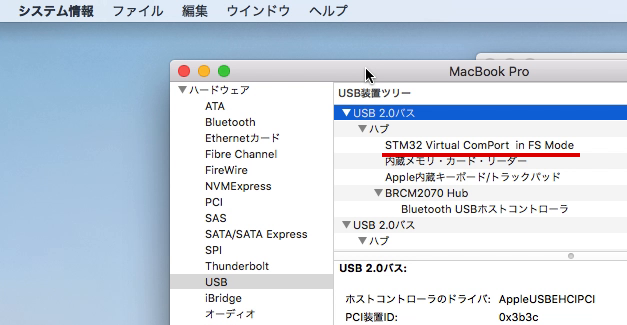 システム情報 ファイル 編集 ウインドウ ヘルプ
MacBook Pro
▼ハードウェア
ATA
Bluetooth
Ethernetカード
Fibre Channel
FireWire
NVMExpress
PCI
SAS
SATA/SATA Express
SPI
Thunderbolt
USB
iBridge
オーディオ
USB装置ツリー
▼USB 2.0バス
▼ハブ
STM32 Virtual ComPort in FS Mode
内蔵メモリ・カード・リーダー
Apple内蔵キーボード/トラックパッド
▼BRCM2070 Hub
Bluetooth USBホストコントローラ
▼USB 2.0バス
▼ハブ
USB 2.0バス:
ホストコントローラのドライバ: AppleUSBEHCIPCI
PCI装置ID: 0x3b3c